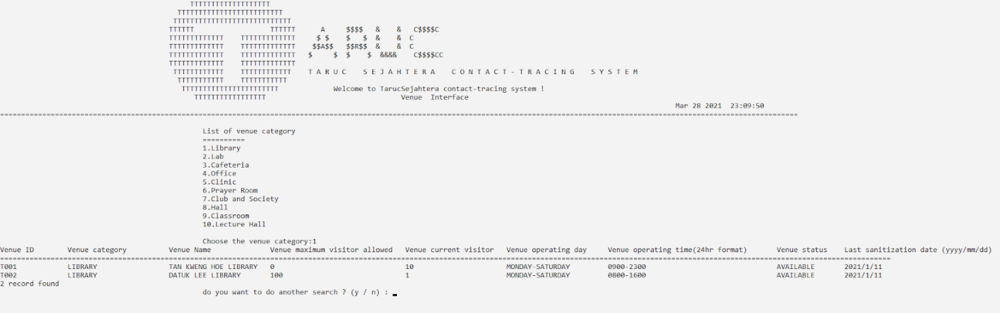 TTTTTTTTTTTTTTTTTTT
TTTTTTTTTTTTTTTTTTTTTTTTT
TTTTTTTTTTTTTTTTTTTTTTTTTTTT
TTTTTT                  TTTTTT      A     $$$$   &    &   C$$$$C
TTTTTTTTTTTTT    TTTTTTTTTTTTT     $ $    $   $  &    &  C
TTTTTTTTTTTTT    TTTTTTTTTTTTT    $$A$$   $$R$$  &    &  C
TTTTTTTTTTTTT    TTTTTTTTTTTTT   $     $  $    $  &&&&    C$$$$CC
TTTTTTTTTTTTT    TTTTTTTTTTTTT
TTTTTTTTTTTT    TTTTTTTTTTTT    T A R U C    S E J A H T E R A    C O N T A C T - T R A C I N G    S Y S T E M
TTTTTTTTTTT    TTTTTTTTTTT
TTTTTTTTTTTTTTTTTTTTTTT             Welcome to TarucSejahtera contact-tracing system !
TTTTTTTTTTTTTTTTT                                Venue  Interface
Mar 28 2021  23:09:50
List of venue category
==========
1.Library
2.Lab
3.Cafeteria
4.Office
5.Clinic
6.Prayer Room
7.Club and Society
8.Hall
9.Classroom
10.Lecture Hall
Choose the venue category:1
Venue ID        Venue category          Venue Name              Venue maximum visitor allowed   Venue current visitor   Venue operating day     Venue operating time(24hr format)       Venue status    Last sanitization date (yyyy/mm/dd)
T001            LIBRARY                 TAN KWENG HOE LIBRARY   0                               10                      MONDAY-SATURDAY         0900-2300                               AVAILABLE       2021/1/11
T002            LIBRARY                 DATUK LEE LIBRARY       100                             1                       MONDAY-SATURDAY         0800-1600                               AVAILABLE       2021/1/11
2 record found
do you want to do another search ? (y / n) :